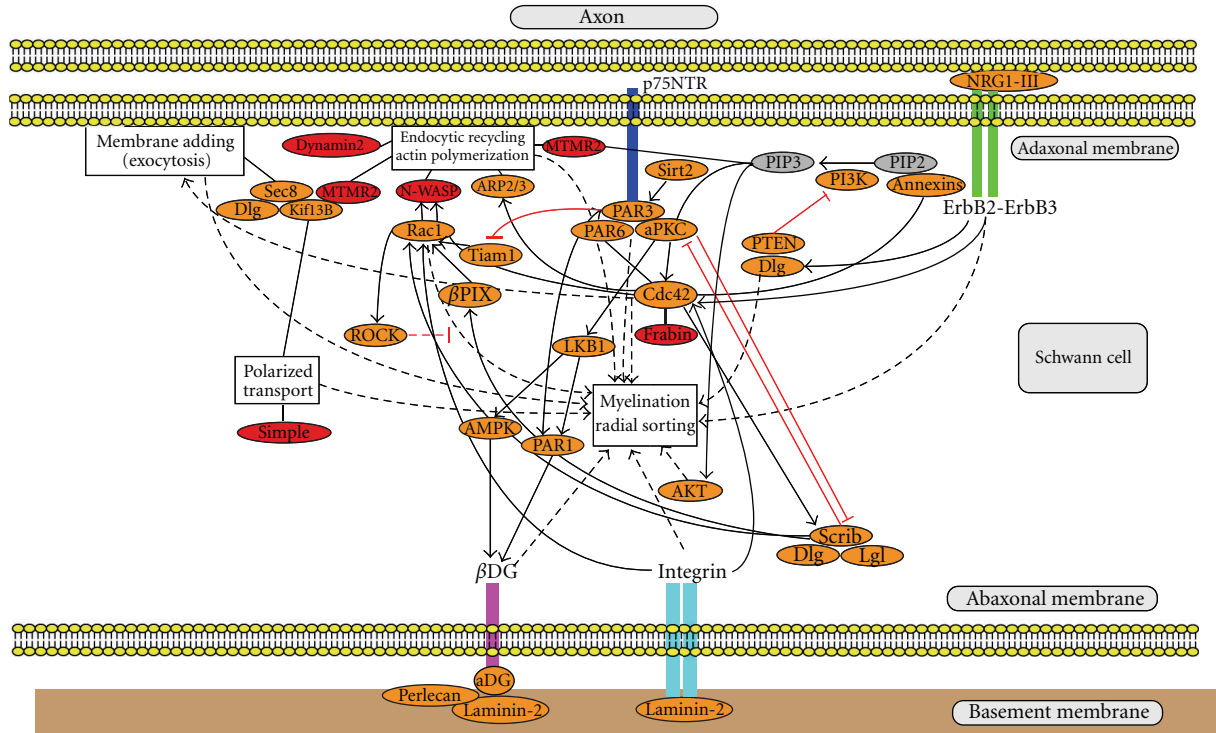 Axon
NRG1-III
p75NTR
Membrane adding
(exocytosis)
Dynamin2
Endocytic recycling
actin polymerization
MTMR2
PIP3
PIP2
Adaxonal membrane
Sirt2
PI3K
Annexins
Sec8
MTMR2
N-WASP
ARP2/3
Dlg
Kif13B
PAR3
ErbB2-ErbB3
Rac1
PAR6
aPKC
Tiam1
PTEN
Dlg
βPIX
Cdc42
ROCK
Frabin
LKB1
Schwann cell
Polarized
transport
Myelination
radial sorting
Simple
AMPK
PAR1
AKT
Scrib
Dlg
Lgl
βDG
Integrin
Abaxonal membrane
aDG
Perlecan
Laminin-2
Laminin-2
Basement membrane